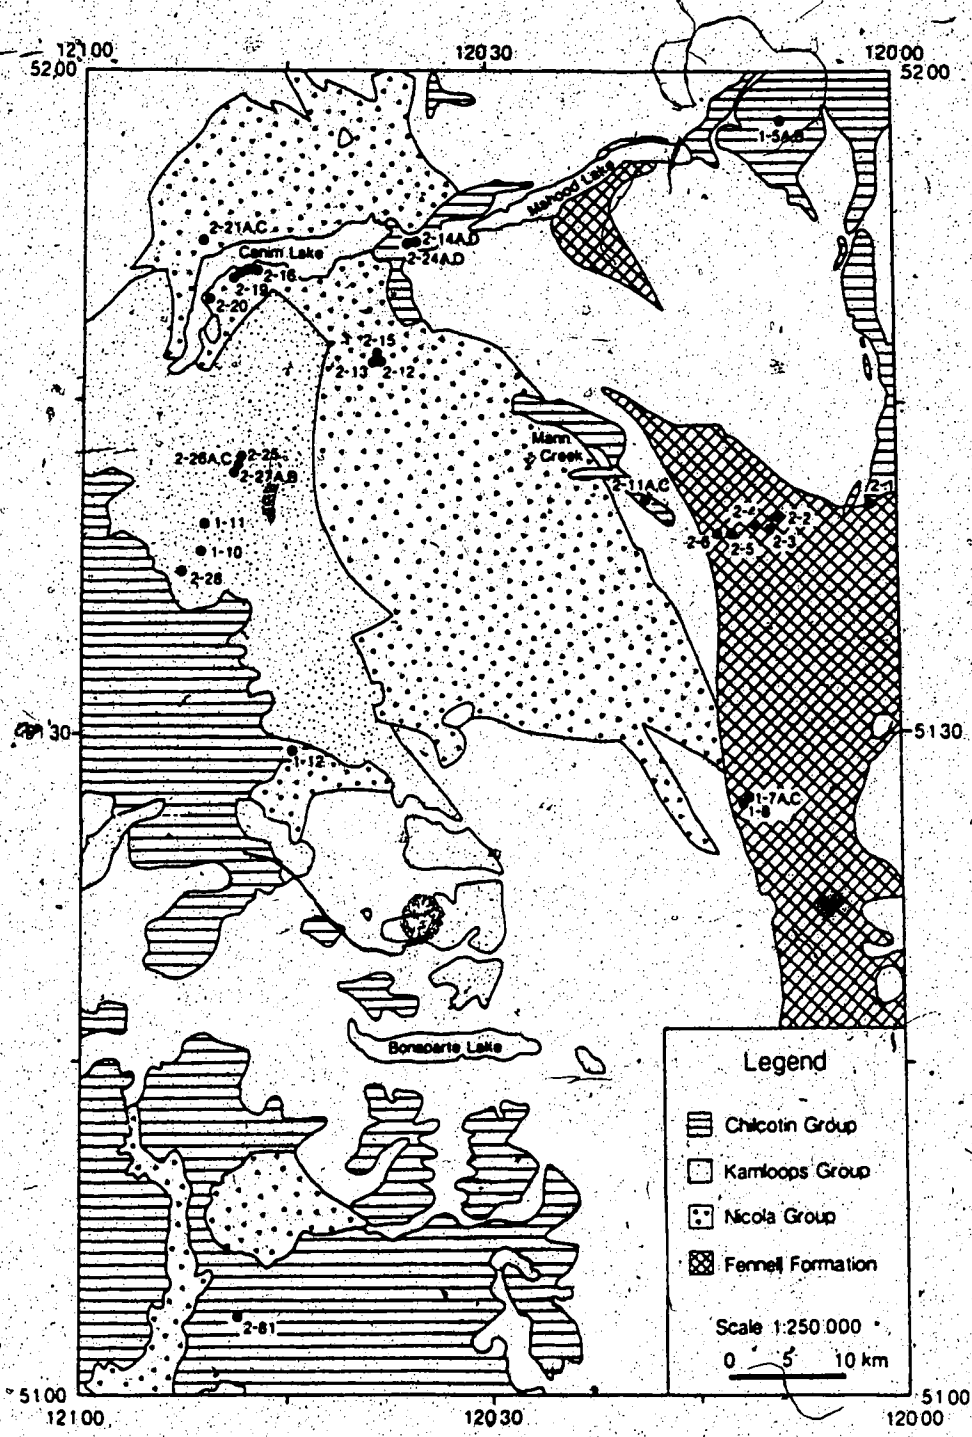 121 00
120 30
120 00
52 00
52 00
1-5A,B
Mahood Lake
2-21A,C
2-14A,D
Canim Lake
2-24A,D
2-16
2-19
2-20
2-15
2-13
2-12
Mann
Creek
2-26A,C
2-25
2-27A,B
2-11A,C
2-1
2-4
2-2
1-11
2-6
2-5
2-3
1-10
2-28
30
51 30
1-12
1-7A,C
1-8
Bonaparte Lake
Legend
Chilcotin Group
Kamloops Group
Nicola Group
Fennell Formation
2-81
Scale 1:250 000
0 5 10 km
51 00
51 00
121 00
120 30
120 00